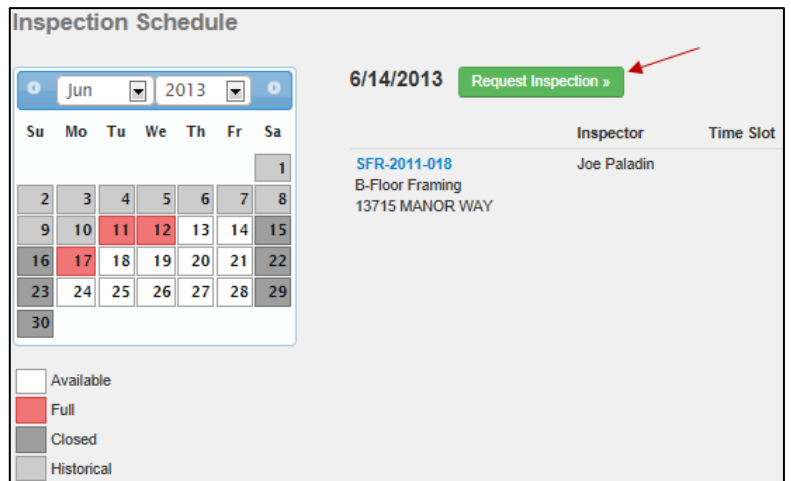 Inspection Schedule
Jun 2013
Su Mo Tu We Th Fr Sa
1
2 3 4 5 6 7 8
9 10 11 12 13 14 15
16 17 18 19 20 21 22
23 24 25 26 27 28 29
30
Available
Full
Closed
Historical
6/14/2013 Request Inspection »
Inspector Time Slot
SFR-2011-018 Joe Paladin
B-Floor Framing
13715 MANOR WAY